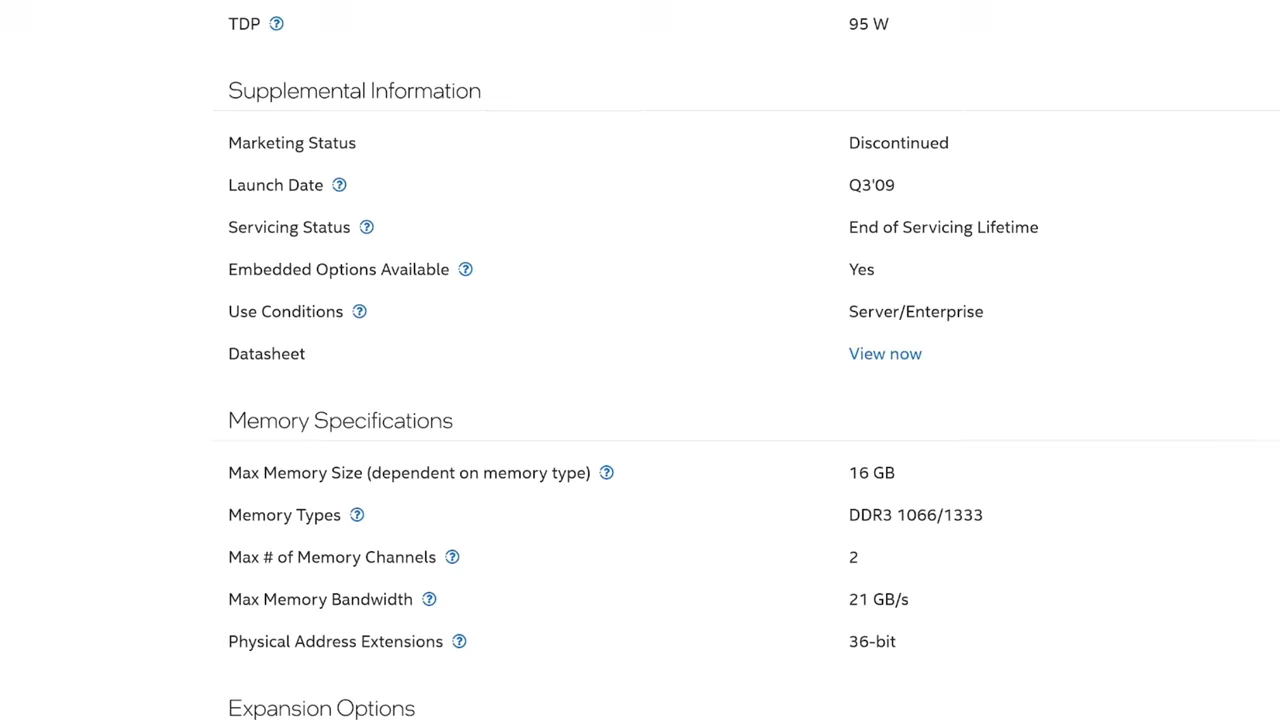 TDP 95 W
Supplemental Information
Marketing Status Discontinued
Launch Date Q3'09
Servicing Status End of Servicing Lifetime
Embedded Options Available Yes
Use Conditions Server/Enterprise
Datasheet View now
Memory Specifications
Max Memory Size (dependent on memory type) 16 GB
Memory Types DDR3 1066/1333
Max # of Memory Channels 2
Max Memory Bandwidth 21 GB/s
Physical Address Extensions 36-bit
Expansion Options